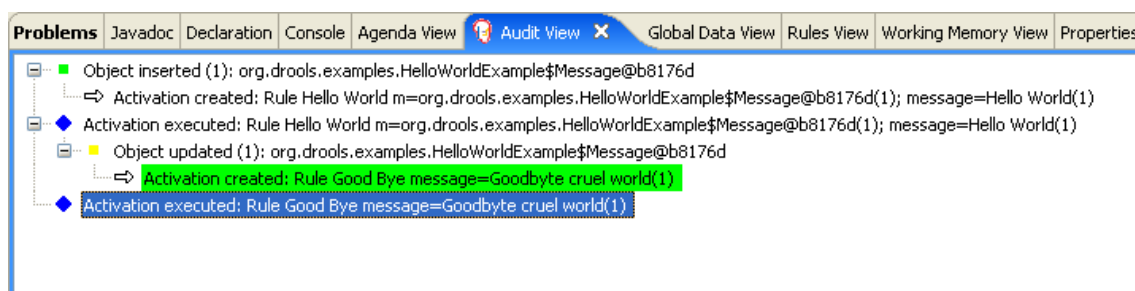 Problems Javadoc Declaration Console Agenda View Audit View Global Data View Rules View Working Memory View Properties
Object inserted (1): org.drools.examples.HelloWorldExample$Message@b8176d
Activation created: Rule Hello World m=org.drools.examples.HelloWorldExample$Message@b8176d(1); message=Hello World(1)
Activation executed: Rule Hello World m=org.drools.examples.HelloWorldExample$Message@b8176d(1); message=Hello World(1)
Object updated (1): org.drools.examples.HelloWorldExample$Message@b8176d
Activation created: Rule Good Bye message=Goodbyte cruel world(1)
Activation executed: Rule Good Bye message=Goodbyte cruel world(1)